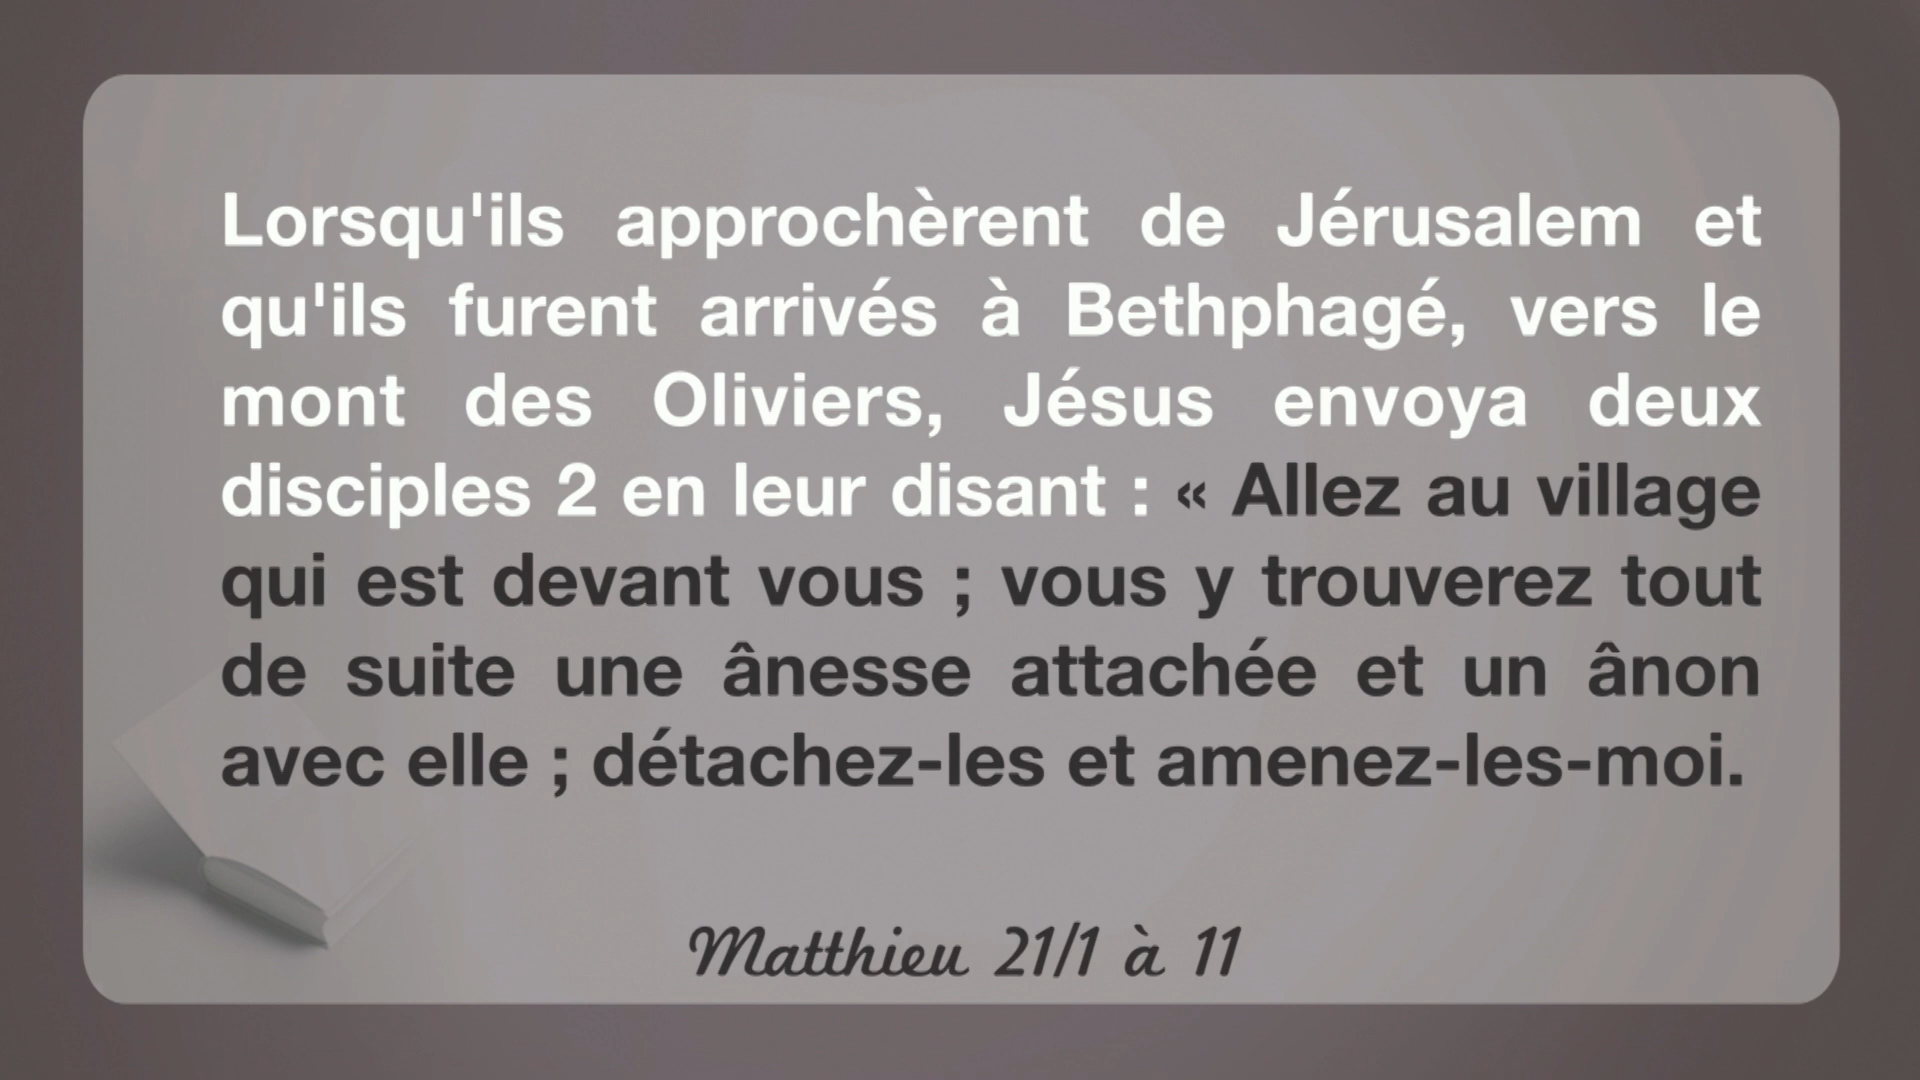 Lorsqu'ils approchèrent de Jérusalem et
qu'ils furent arrivés à Bethphagé, vers le
mont des Oliviers, Jésus envoya deux
disciples 2 en leur disant : « Allez au village
qui est devant vous ; vous y trouverez tout
de suite une ânesse attachée et un ânon
avec elle ; détachez-les et amenez-les-moi.
Matthieu 21/1 à 11